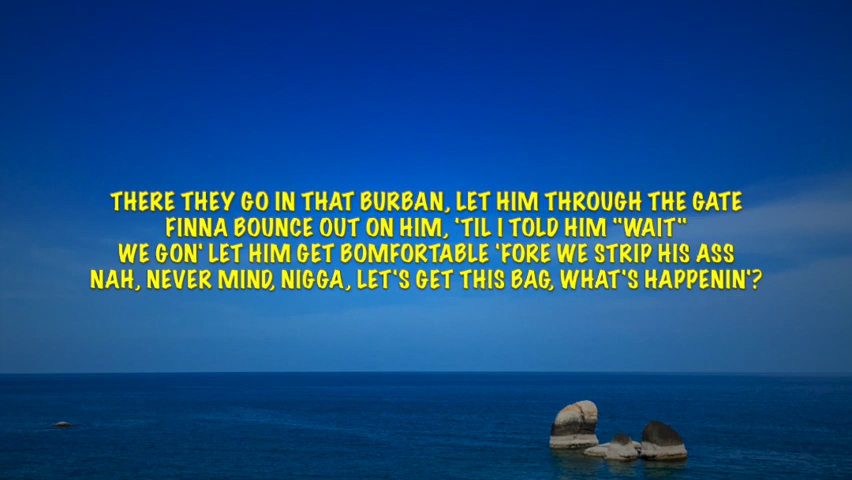 THERE THEY GO IN THAT BURBAN, LET HIM THROUGH THE GATE
FINNA BOUNCE OUT ON HIM, 'TIL I TOLD HIM "WAIT"
WE GON' LET HIM GET BOMFORTABLE 'FORE WE STRIP HIS ASS
NAH, NEVER MIND, NIGGA, LET'S GET THIS BAG, WHAT'S HAPPENIN'?